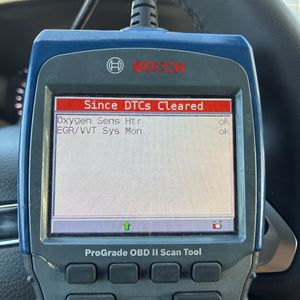 BOSCH
Since DTCs Cleared
Oxygen Sens Htr ok
EGR/VVT Sys Mon ok
ProGrade OBD II Scan Tool